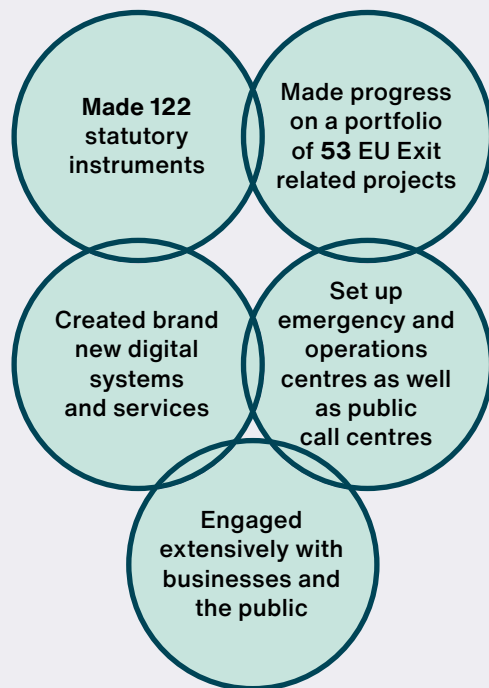 Made 122
statutory
instruments
Made progress
on a portfolio
of 53 EU Exit
related projects
Created brand
new digital
systems
and services
Set up
emergency and
operations
centres as well
as public
call centres
Engaged
extensively with
businesses and
the public